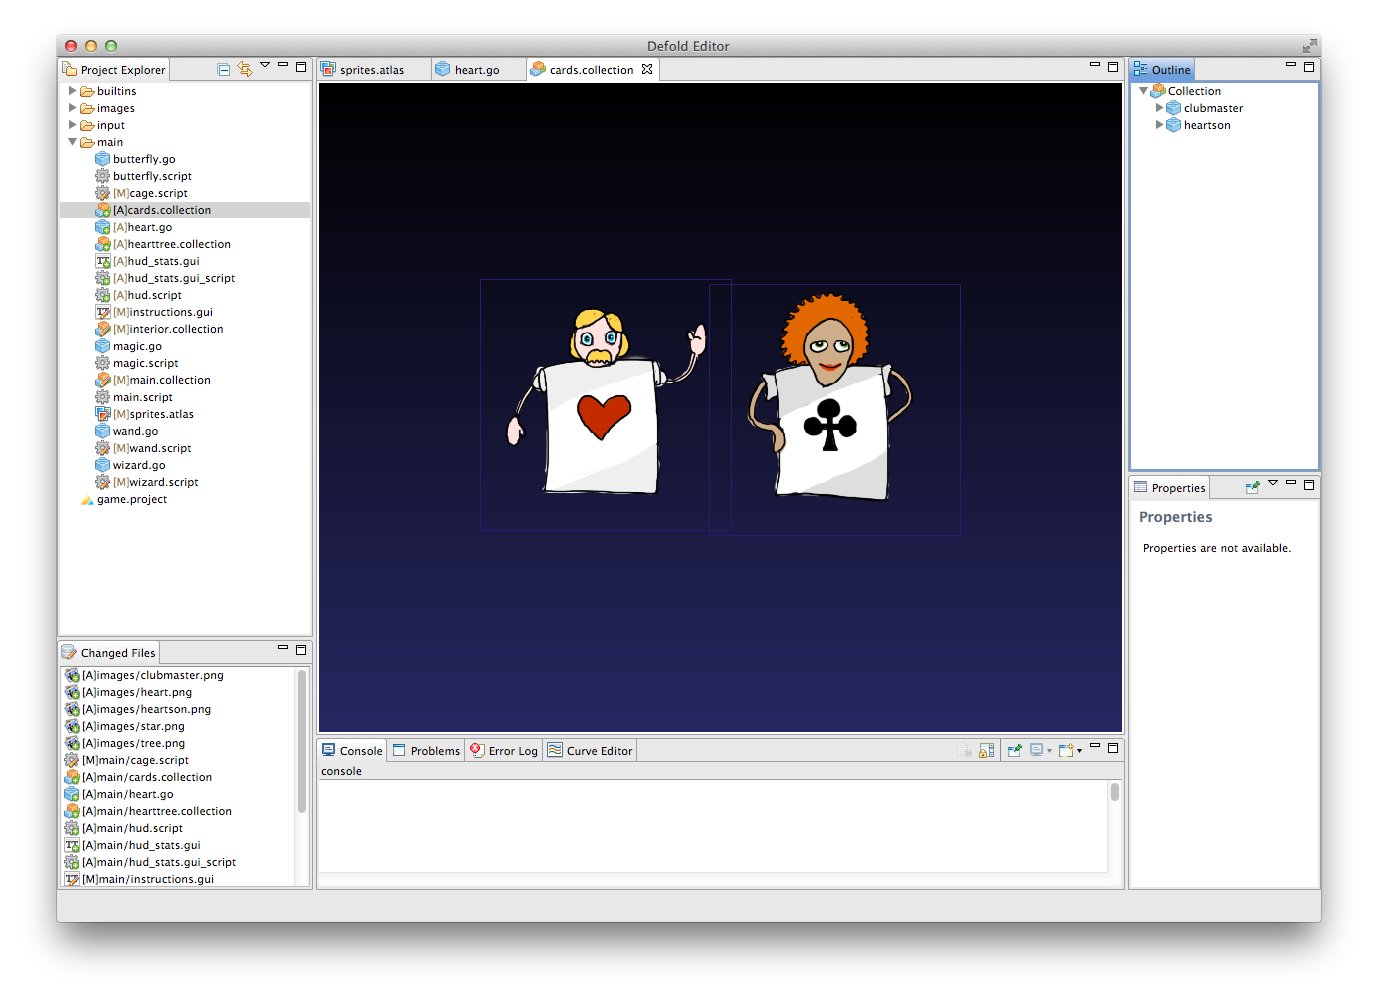 Defold Editor
Project Explorer
builtins
images
input
main
butterfly.go
butterfly.script
[M]cage.script
[A]cards.collection
[A]heart.go
[A]hearttree.collection
[A]hud_stats.gui
[A]hud_stats.gui_script
[A]hud.script
[M]instructions.gui
[M]interior.collection
magic.go
magic.script
[M]main.collection
main.script
[M]sprites.atlas
wand.go
[M]wand.script
wizard.go
[M]wizard.script
game.project
Changed Files
[A]images/clubmaster.png
[A]images/heart.png
[A]images/heartson.png
[A]images/star.png
[A]images/tree.png
[M]main/cage.script
[A]main/cards.collection
[A]main/heart.go
[A]main/hearttree.collection
[A]main/hud.script
[A]main/hud_stats.gui
[A]main/hud_stats.gui_script
[M]main/instructions.gui
sprites.atlas heart.go cards.collection
Console Problems Error Log Curve Editor
console
Outline
Collection
clubmaster
heartson
Properties
Properties
Properties are not available.